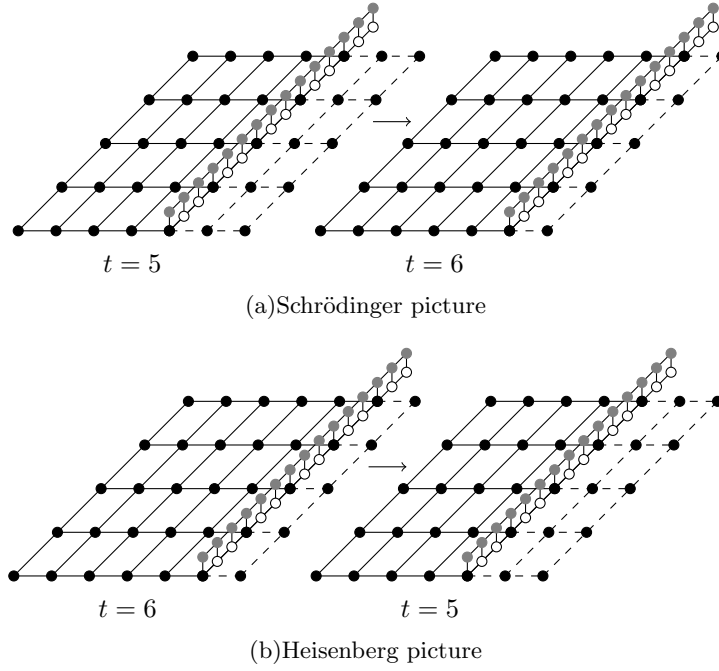 t = 5
t = 6
(a)Schrödinger picture
t = 6
t = 5
(b)Heisenberg picture